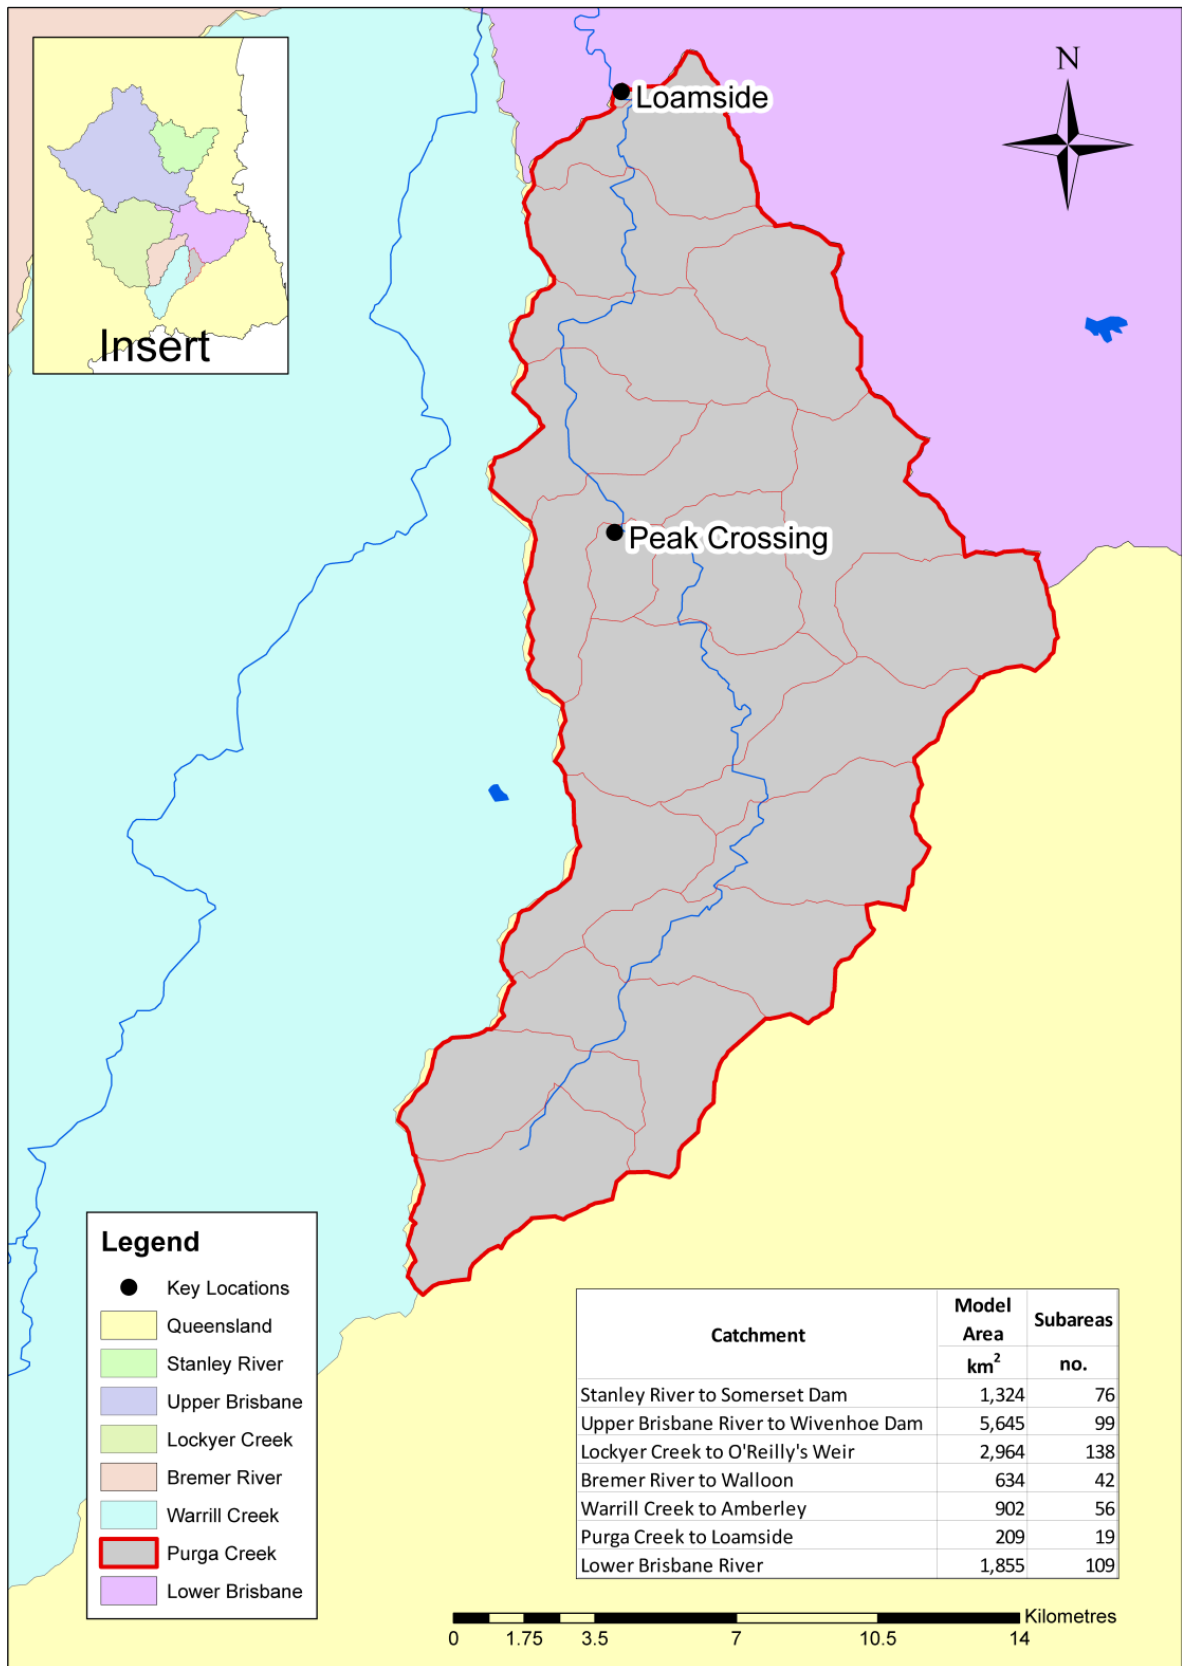 Insert
N
Loamside
Peak Crossing
Legend
Key Locations
Queensland
Stanley River
Upper Brisbane
Lockyer Creek
Bremer River
Warrill Creek
Purga Creek
Lower Brisbane
Catchment Model Area Subareas
km² no.
Stanley River to Somerset Dam 1,324 76
Upper Brisbane River to Wivenhoe Dam 5,645 99
Lockyer Creek to O'Reilly's Weir 2,964 138
Bremer River to Walloon 634 42
Warrill Creek to Amberley 902 56
Purga Creek to Loamside 209 19
Lower Brisbane River 1,855 109
Kilometres
0 1.75 3.5 7 10.5 14